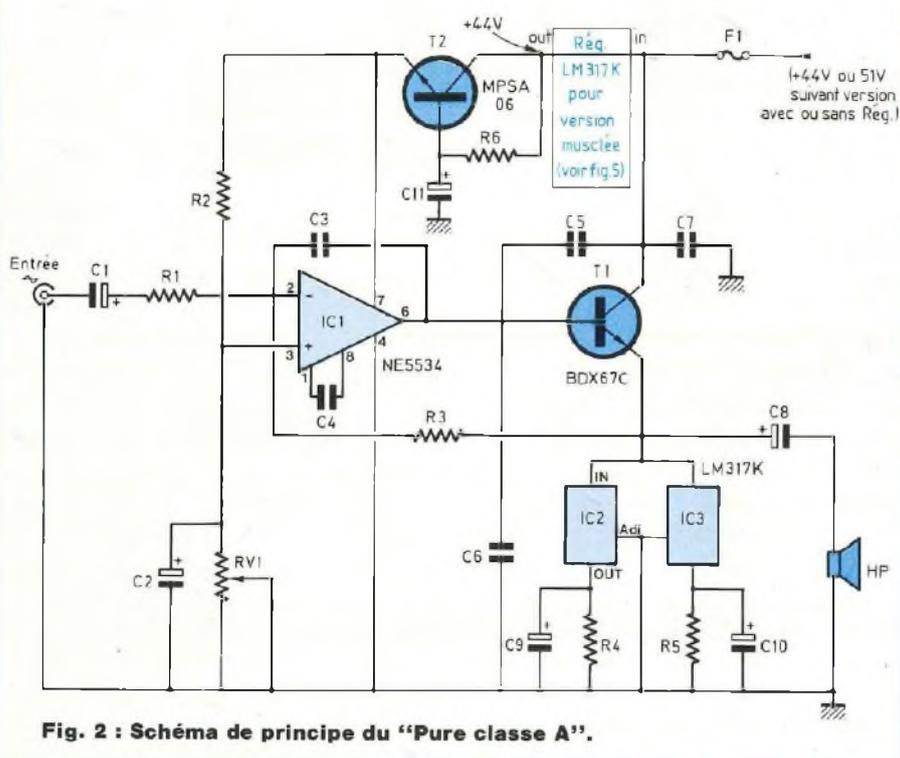 +44V
T2
out
in
F1
Rég.
LM317K
pour
version
musclée
(voir fig.5)
MPSA
06
(+44V ou 51V
suivant version
avec ou sans Rég.)
R6
C11
R2
C3
C5
C7
Entrée
~
C1
+
R1
T1
2
-
7
IC1
6
+
3
4
8
1
NE5534
C4
BDX67C
R3
C8
+
LM317K
IN
IC2
IC3
Adj
OUT
C6
HP
C2
+
RV1
C9
+
R4
R5
+
C10
+
Fig. 2 : Schéma de principe du "Pure classe A".